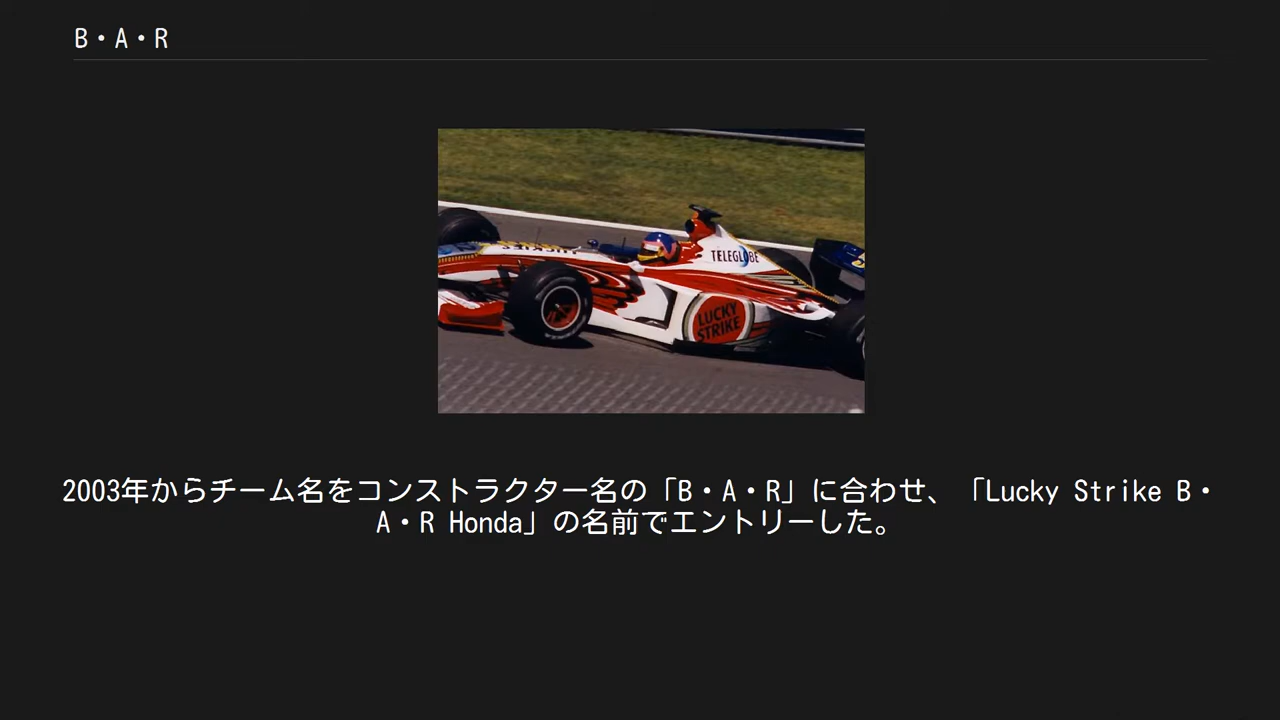 B・A・R
TELEGLOBE
LUCKY
STRIKE
2003年からチーム名をコンストラクター名の「B・A・R」に合わせ、「Lucky Strike B・
A・R Honda」の名前でエントリーした。